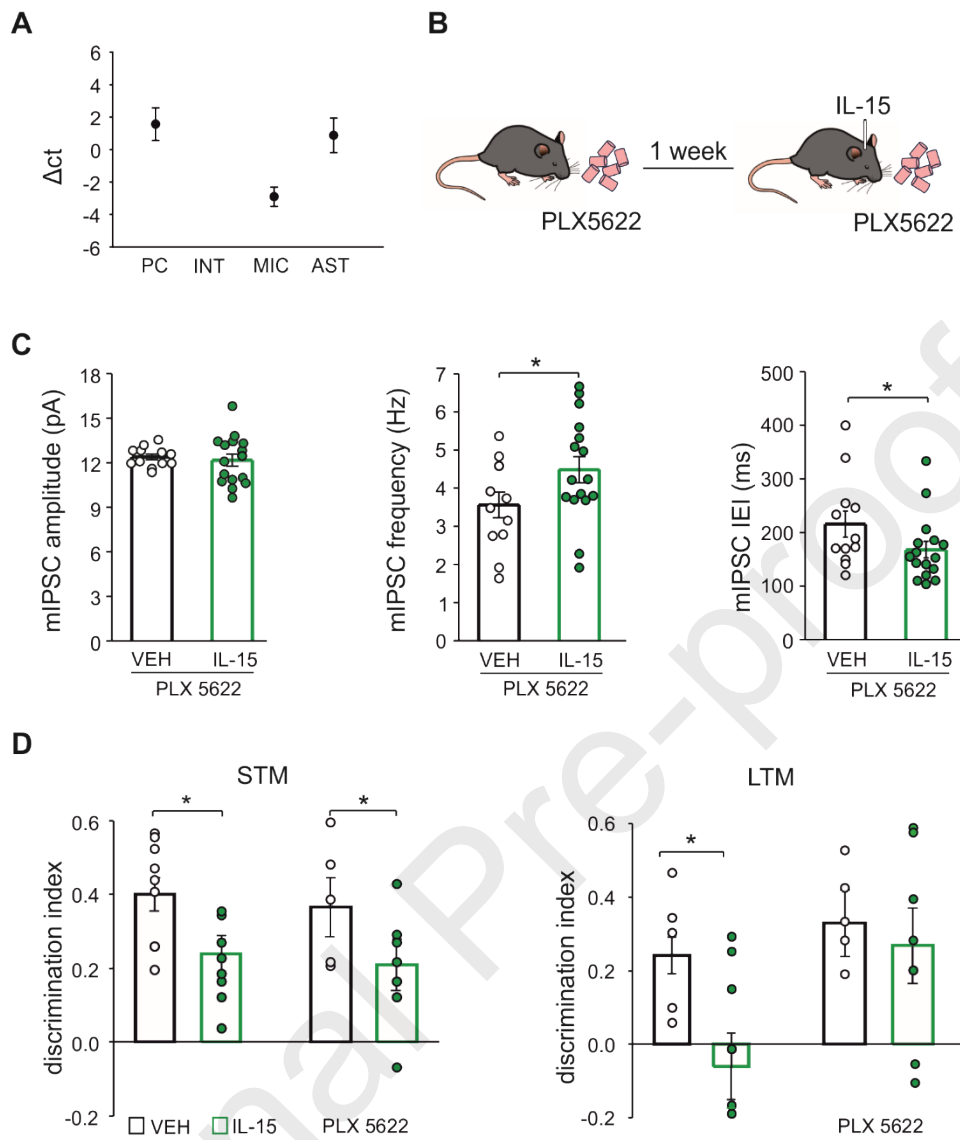 A
6
4
2
0
-2
-4
-6
Δct
PC INT MIC AST
B
IL-15
1 week
PLX5622
PLX5622
C
18
15
12
9
6
3
0
mIPSC amplitude (pA)
VEH IL-15
PLX 5622
*
7
6
5
4
3
2
1
0
mIPSC frequency (Hz)
VEH IL-15
PLX 5622
*
500
400
300
200
100
0
mIPSC IEI (ms)
VEH IL-15
PLX 5622
D
STM
* *
0.6
0.4
0.2
0.0
-0.2
discrimination index
VEH IL-15 PLX 5622
LTM
*
0.6
0.4
0.2
0.0
-0.2
discrimination index
PLX 5622
nal Pre-proof